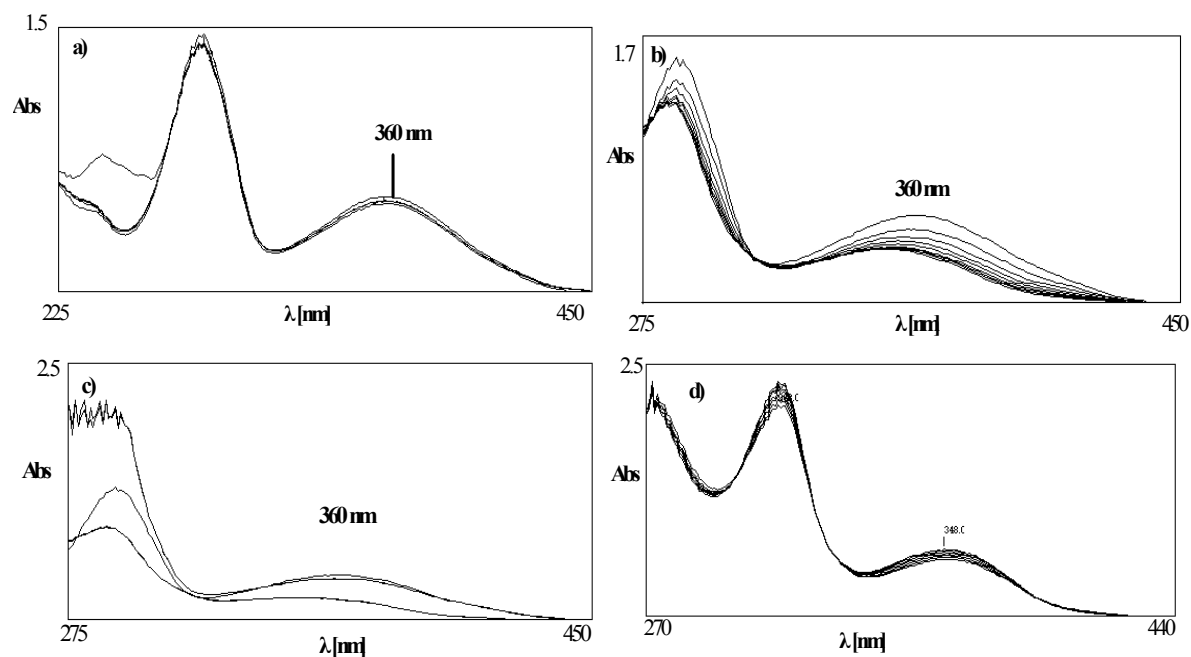 1.5
a)
Abs
360 nm
225
λ [nm]
450
1.7
b)
Abs
360 nm
275
λ [nm]
450
2.5
c)
Abs
360 nm
275
λ [nm]
450
2.5
d)
Abs
348.0
270
λ [nm]
440